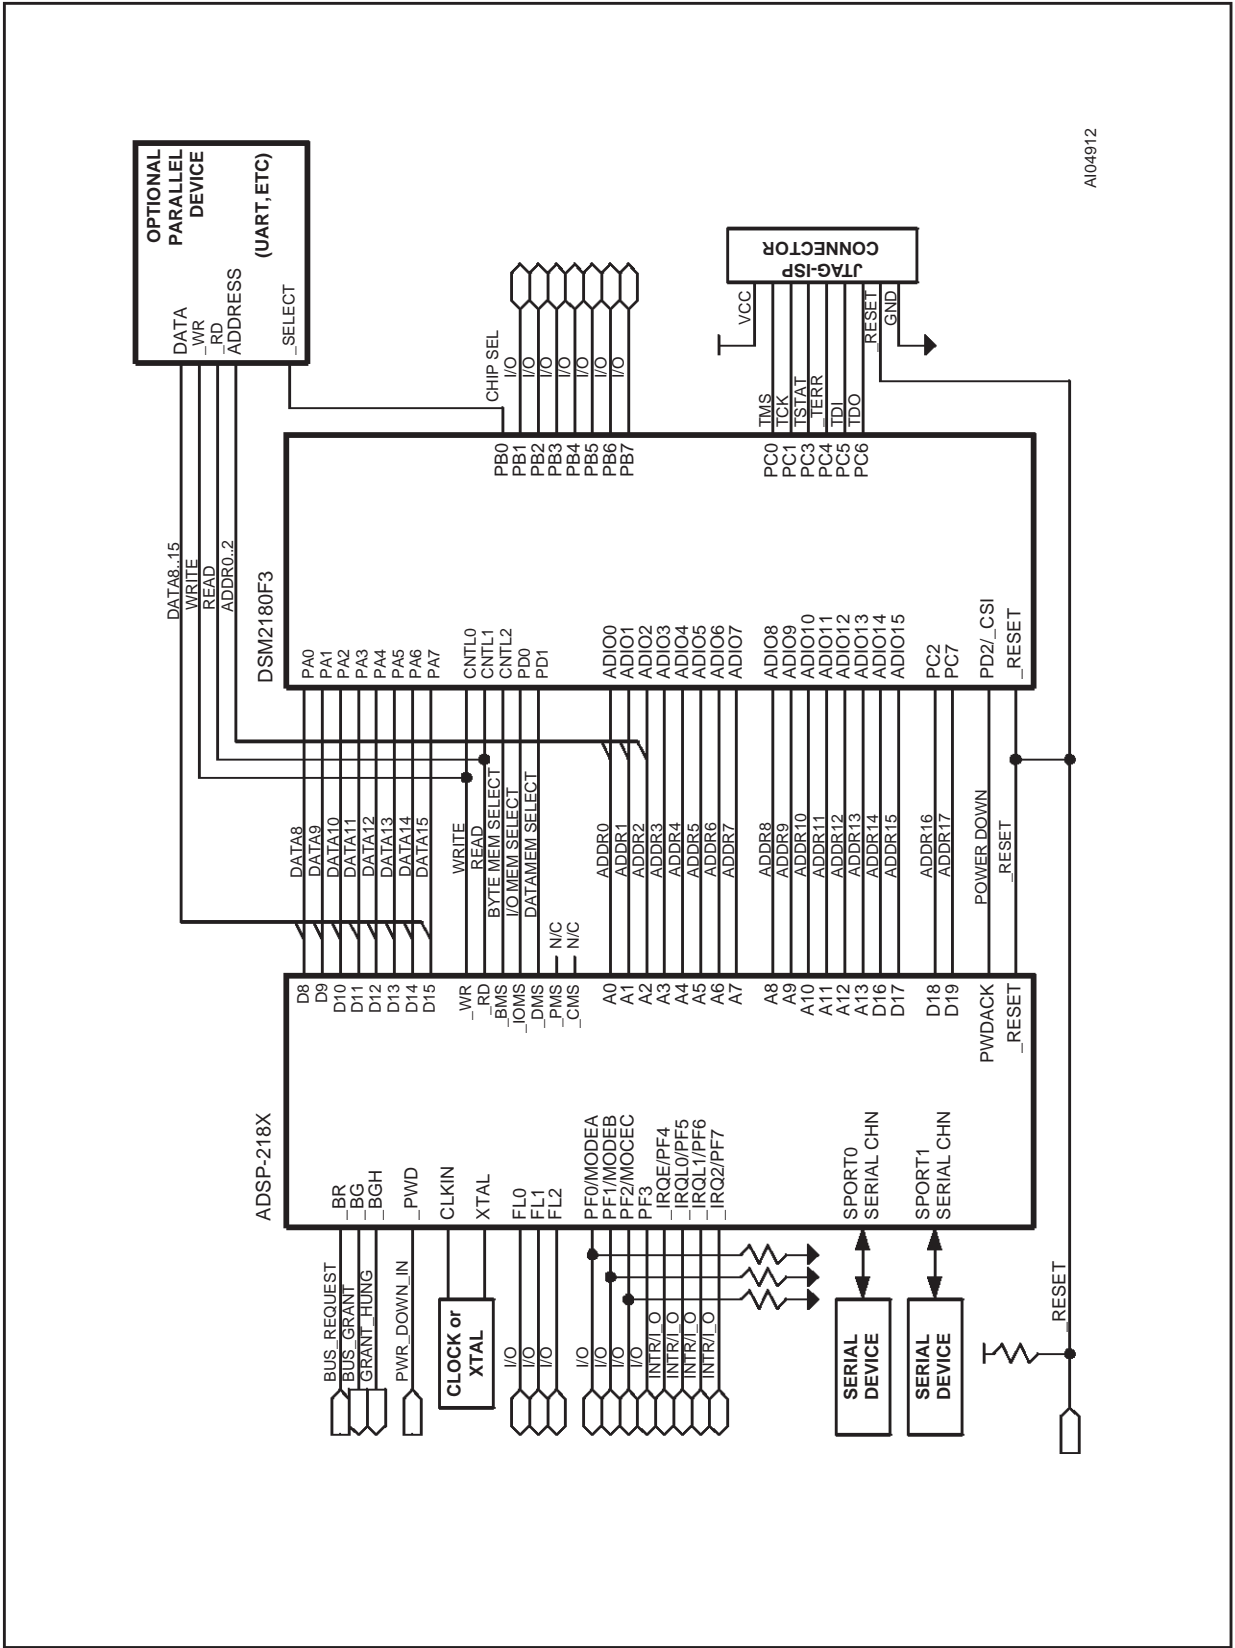 OPTIONAL
PARALLEL
DEVICE
(UART, ETC)
DATA
_WR
_RD
ADDRESS
_SELECT
DATA8..15
WRITE
READ
ADDR0..2
ADSP-218X
_BR
_BG
_BGH
_PWD
CLKIN
XTAL
FL0
FL1
FL2
PF0/MODEA
PF1/MODEB
PF2/MOCEC
PF3
_IRQE/PF4
_IRQL0/PF5
_IRQL1/PF6
_IRQ2/PF7
SPORT0
SERIAL CHN
SPORT1
SERIAL CHN
BUS_REQUEST
BUS_GRANT
GRANT_HUNG
PWR_DOWN_IN
CLOCK or
XTAL
I/O
I/O
I/O
I/O
I/O
I/O
I/O
INTR/I_O
INTR/I_O
INTR/I_O
INTR/I_O
SERIAL
DEVICE
SERIAL
DEVICE
_RESET
D8
D9
D10
D11
D12
D13
D14
D15
_WR
_RD
_BMS
_IOMS
_DMS
_PMS
_CMS
A0
A1
A2
A3
A4
A5
A6
A7
A8
A9
A10
A11
A12
A13
D16
D17
D18
D19
PWDACK
_RESET
DATA8
DATA9
DATA10
DATA11
DATA12
DATA13
DATA14
DATA15
WRITE
READ
BYTE MEM SELECT
I/O MEM SELECT
DATAMEM SELECT
N/C
N/C
ADDR0
ADDR1
ADDR2
ADDR3
ADDR4
ADDR5
ADDR6
ADDR7
ADDR8
ADDR9
ADDR10
ADDR11
ADDR12
ADDR13
ADDR14
ADDR15
ADDR16
ADDR17
POWER DOWN
_RESET
DSM2180F3
PA0
PA1
PA2
PA3
PA4
PA5
PA6
PA7
CNTL0
CNTL1
CNTL2
PD0
PD1
ADIO0
ADIO1
ADIO2
ADIO3
ADIO4
ADIO5
ADIO6
ADIO7
ADIO8
ADIO9
ADIO10
ADIO11
ADIO12
ADIO13
ADIO14
ADIO15
PC2
PC7
PD2/_CSI
_RESET
PB0
PB1
PB2
PB3
PB4
PB5
PB6
PB7
PC0
PC1
PC3
PC4
PC5
PC6
CHIP SEL
I/O
I/O
I/O
I/O
I/O
I/O
I/O
TMS
TCK
TSTAT
_TERR
TDI
TDO
VCC
_RESET
GND
JTAG-ISP
CONNECTOR
AI04912